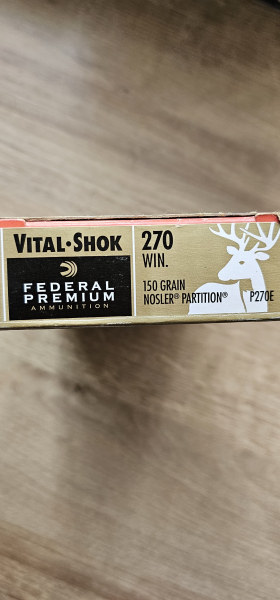 VITAL•SHOK
FEDERAL
PREMIUM
AMMUNITION
270
WIN.
150 GRAIN
NOSLER® PARTITION®
P270E